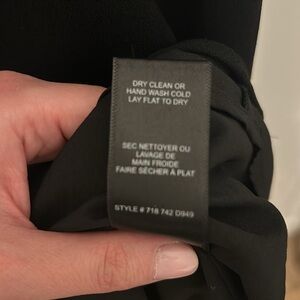 DRY CLEAN OR
HAND WASH COLD
LAY FLAT TO DRY
SEC NETTOYER OU
LAVAGE DE
MAIN FROIDE
FAIRE SÉCHER À PLAT
STYLE # 718 742 D949